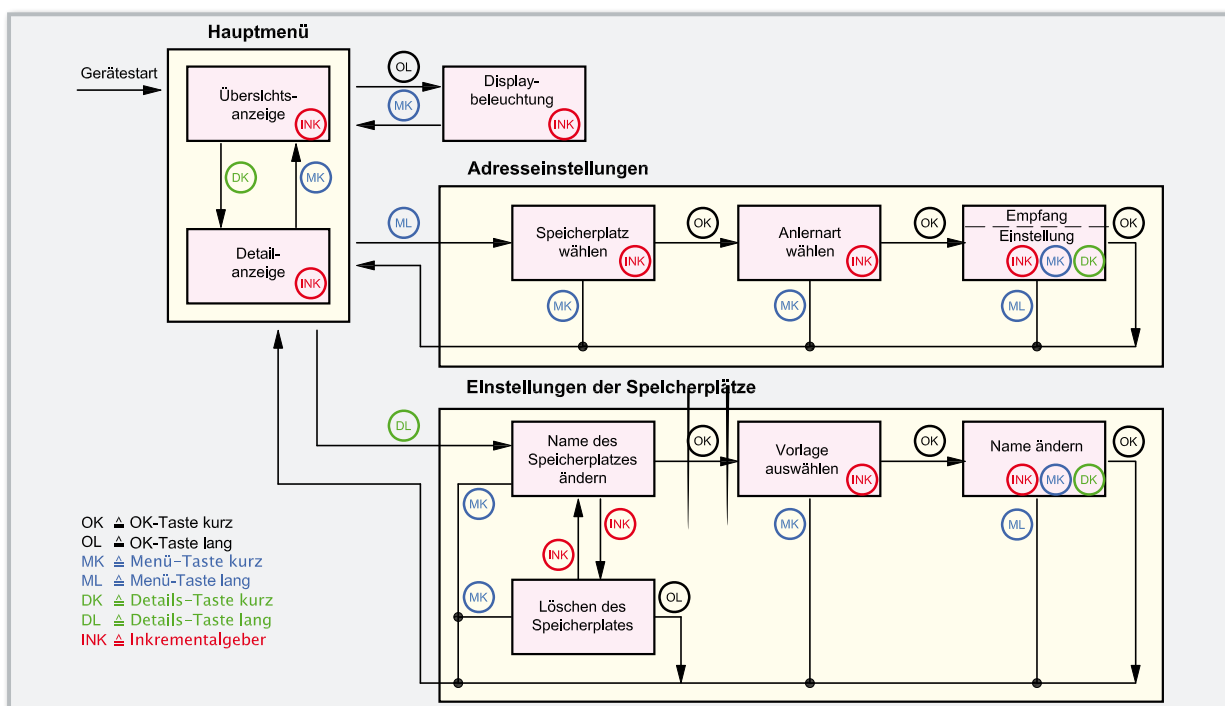 Hauptmenü
Gerätestart
Übersichts-
anzeige
INK
OL
MK
Display-
beleuchtung
INK
DK
MK
Detail-
anzeige
INK
Adresseinstellungen
ML
Speicherplatz
wählen
INK
OK
Anlernart
wählen
INK
OK
Empfang
Einstellung
INK
MK
DK
OK
MK
MK
ML
EInstellungen der Speicherplätze
DL
Name des
Speicherplatzes
ändern
OK
Vorlage
auswählen
INK
OK
Name ändern
INK
MK
DK
OK
MK
INK
INK
MK
ML
MK
Löschen des
Speicherplates
OL
OK ≙ OK-Taste kurz
OL ≙ OK-Taste lang
MK ≙ Menü-Taste kurz
ML ≙ Menü-Taste lang
DK ≙ Details-Taste kurz
DL ≙ Details-Taste lang
INK ≙ Inkrementalgeber